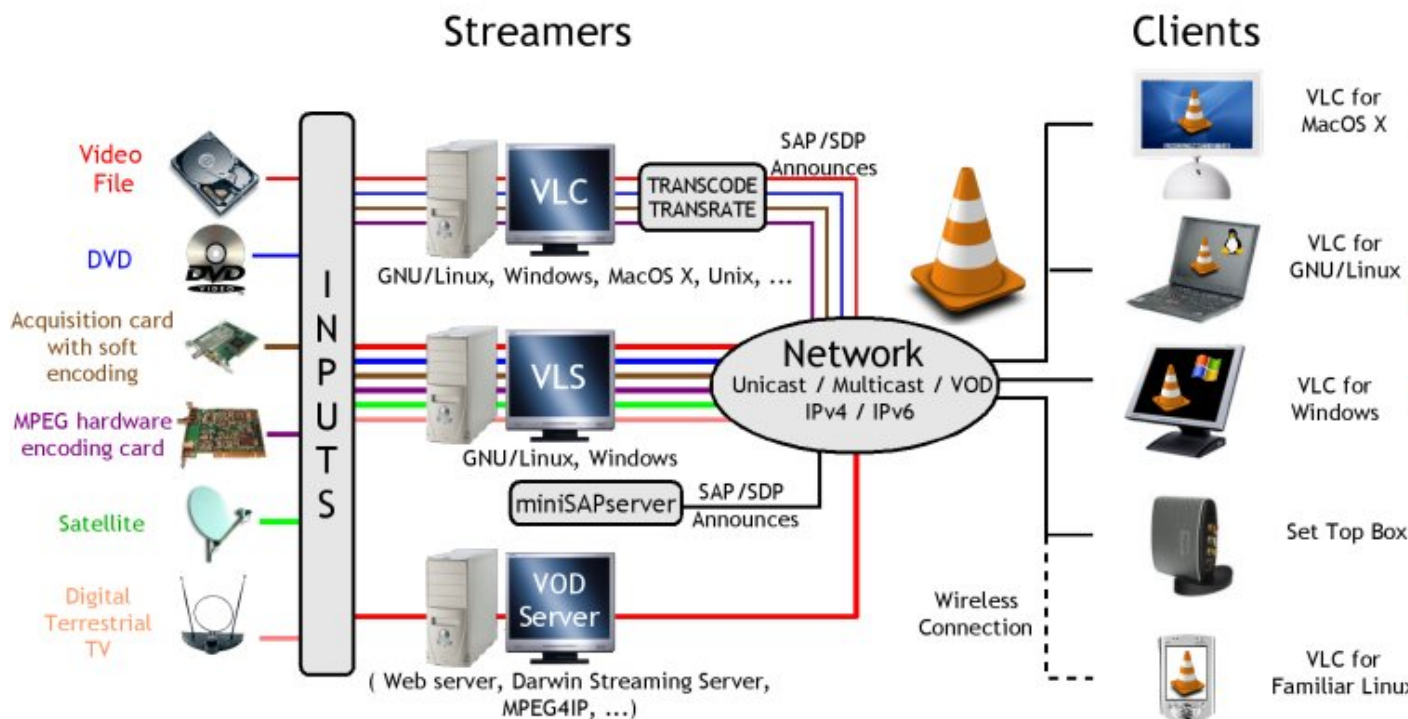 Streamers
Clients
Video
File
DVD
DVD
VIDEO
Acquisition card
with soft
encoding
MPEG hardware
encoding card
Satellite
Digital
Terrestrial
TV
INPUTS
VLC
TRANSCODE
TRANSRATE
SAP/SDP
Announces
GNU/Linux, Windows, MacOS X, Unix, ...
VLS
GNU/Linux, Windows
Network
Unicast / Multicast / VOD
IPv4 / IPv6
miniSAPserver
SAP/SDP
Announces
VOD
Server
( Web server, Darwin Streaming Server,
MPEG4IP, ...)
Wireless
Connection
VLC for
MacOS X
VLC for
GNU/Linux
VLC for
Windows
Set Top Box
VLC for
Familiar Linux